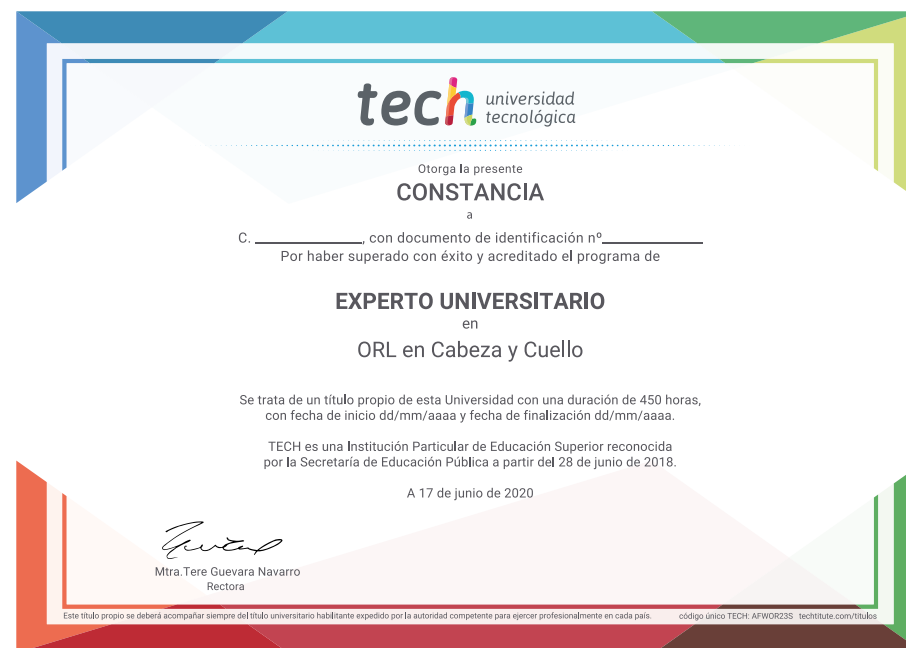 tech universidad
tecnológica
Otorga la presente
CONSTANCIA
a
C. ____________, con documento de identificación nº____________
Por haber superado con éxito y acreditado el programa de
EXPERTO UNIVERSITARIO
en
ORL en Cabeza y Cuello
Se trata de un título propio de esta Universidad con una duración de 450 horas,
con fecha de inicio dd/mm/aaaa y fecha de finalización dd/mm/aaaa.
TECH es una Institución Particular de Educación Superior reconocida
por la Secretaría de Educación Pública a partir del 28 de junio de 2018.
A 17 de junio de 2020
Mtra.Tere Guevara Navarro
Rectora
Este título propio se deberá acompañar siempre del título universitario habilitante expedido por la autoridad competente para ejercer profesionalmente en cada país. código único TECH: AFWOR23S techtitute.com/titulos